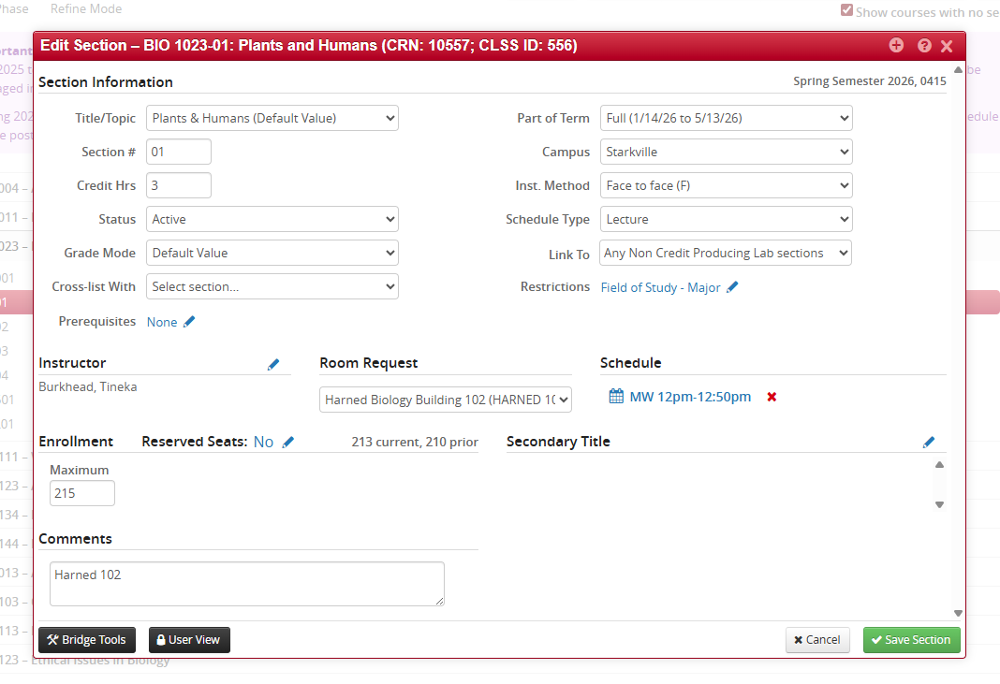 Phase Refine Mode
Show courses with no se
Edit Section – BIO 1023-01: Plants and Humans (CRN: 10557; CLSS ID: 556)
Section Information
Spring Semester 2026, 0415
Title/Topic Plants & Humans (Default Value)
Part of Term Full (1/14/26 to 5/13/26)
Section # 01
Campus Starkville
Credit Hrs 3
Inst. Method Face to face (F)
Status Active
Schedule Type Lecture
Grade Mode Default Value
Link To Any Non Credit Producing Lab sections
Cross-list With Select section...
Restrictions Field of Study - Major
Prerequisites None
Instructor
Burkhead, Tineka
Room Request
Harned Biology Building 102 (HARNED 10
Schedule
MW 12pm-12:50pm
Enrollment Reserved Seats: No 213 current, 210 prior
Secondary Title
Maximum
215
Comments
Harned 102
Bridge Tools User View Cancel Save Section
123 – Ethical Issues in Biology